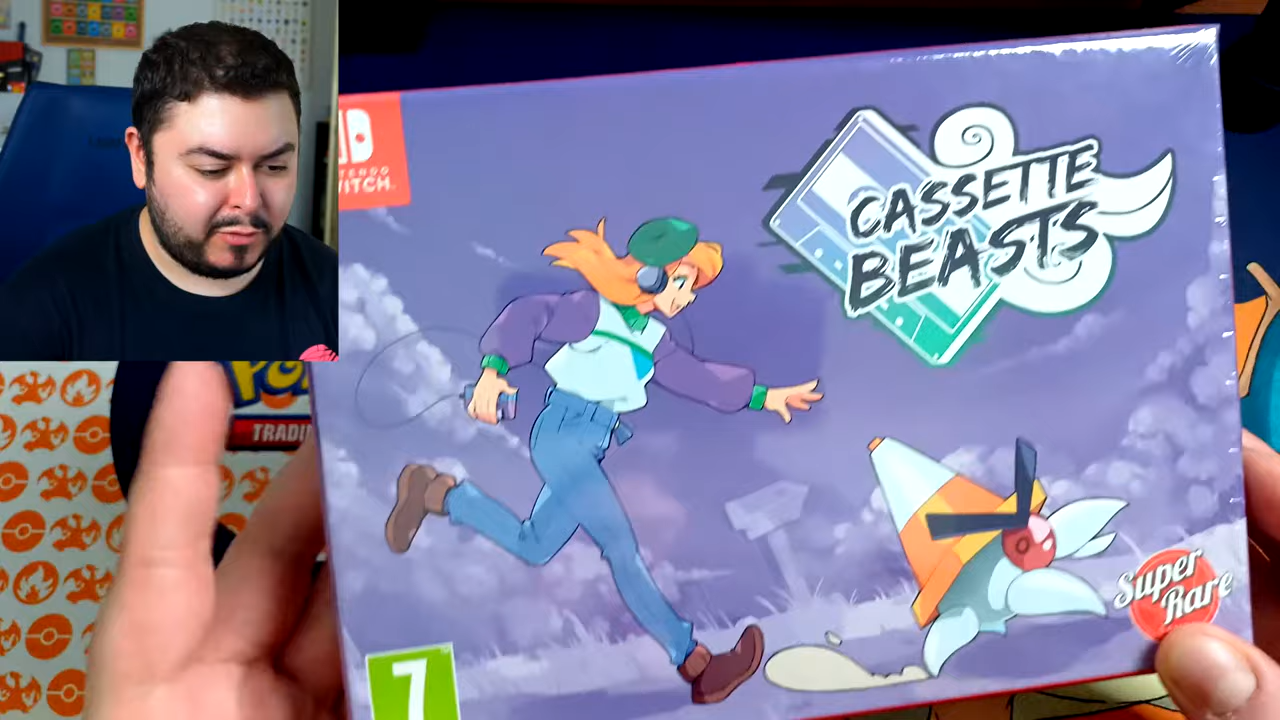 NINTENDO
SWITCH
CASSETTE
BEASTS
Super
Rare
7
TRADI